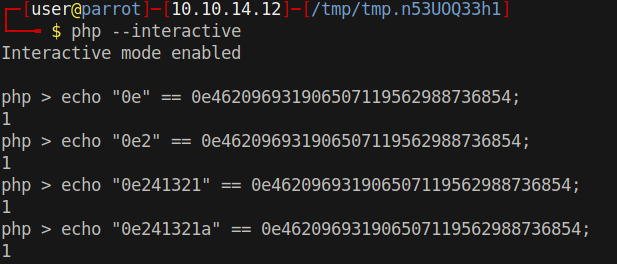 ┌─[user@parrot]─[10.10.14.12]─[/tmp/tmp.n53UOQ33h1]
└──╼ $ php --interactive
Interactive mode enabled
php > echo "0e" == 0e462096931906507119562988736854;
1
php > echo "0e2" == 0e462096931906507119562988736854;
1
php > echo "0e241321" == 0e462096931906507119562988736854;
1
php > echo "0e241321a" == 0e462096931906507119562988736854;
1